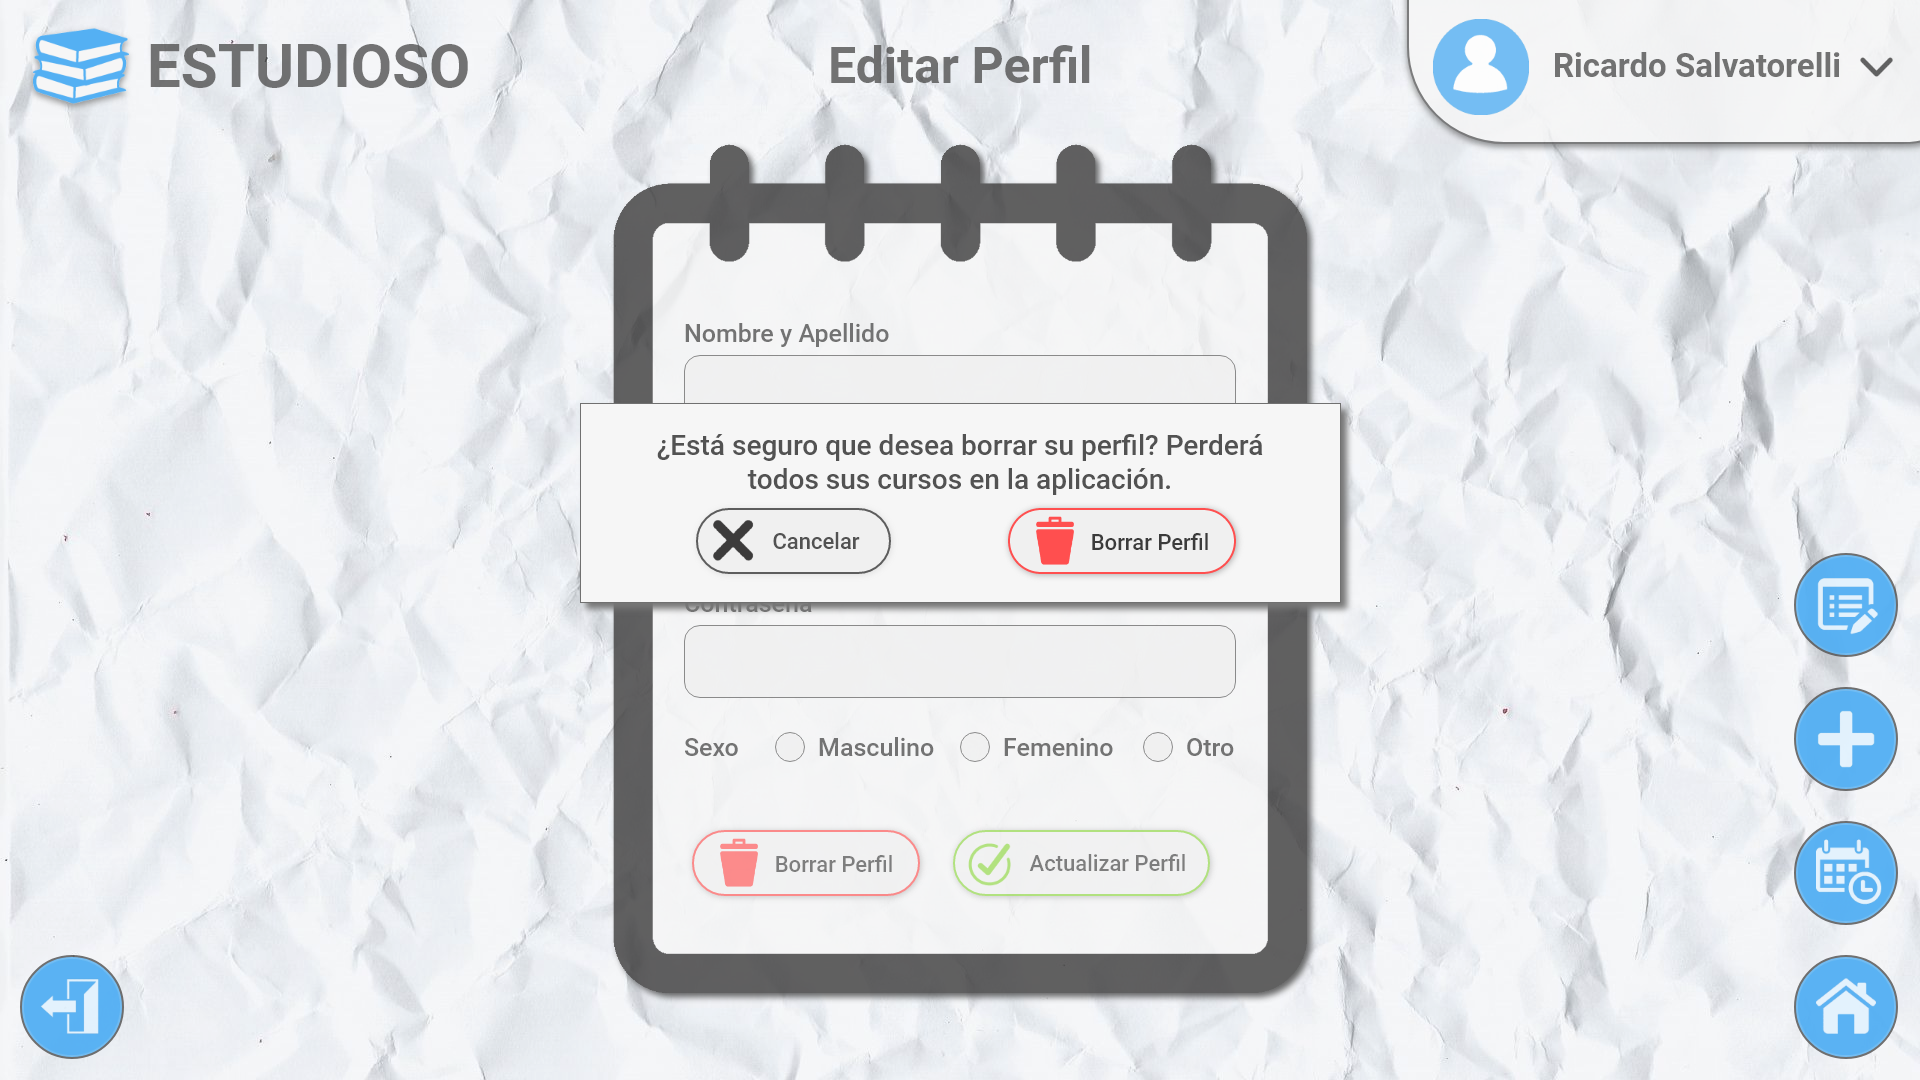 ESTUDIOSO
Editar Perfil
Ricardo Salvatorelli
Nombre y Apellido
¿Está seguro que desea borrar su perfil? Perderá
todos sus cursos en la aplicación.
Cancelar
Borrar Perfil
Contraseña
Sexo
Masculino
Femenino
Otro
Borrar Perfil
Actualizar Perfil